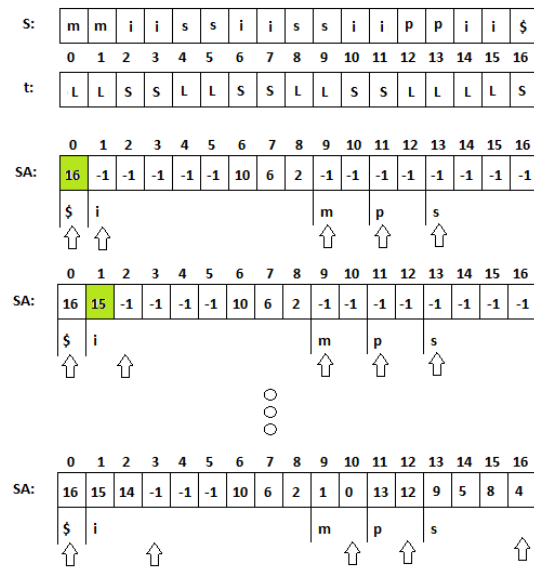 S: m m i i s s i i s s i i p p i i $
0 1 2 3 4 5 6 7 8 9 10 11 12 13 14 15 16
t: L L S S L L S S L L S S L L L L S
0 1 2 3 4 5 6 7 8 9 10 11 12 13 14 15 16
SA: 16 -1 -1 -1 -1 -1 10 6 2 -1 -1 -1 -1 -1 -1 -1 -1
$ i m p s
0 1 2 3 4 5 6 7 8 9 10 11 12 13 14 15 16
SA: 16 15 -1 -1 -1 -1 10 6 2 -1 -1 -1 -1 -1 -1 -1 -1
$ i m p s
0 1 2 3 4 5 6 7 8 9 10 11 12 13 14 15 16
SA: 16 15 14 -1 -1 -1 10 6 2 1 0 13 12 9 5 8 4
$ i m p s